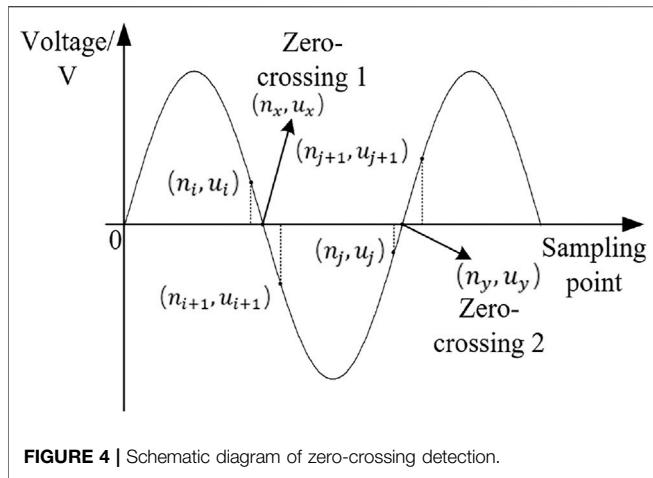 Voltage/
V
Zero-
crossing 1
(n_x, u_x)
(n_{j+1}, u_{j+1})
(n_i, u_i)
0
(n_j, u_j)
Sampling
point
(n_{i+1}, u_{i+1})
(n_y, u_y)
Zero-
crossing 2
FIGURE 4 | Schematic diagram of zero-crossing detection.